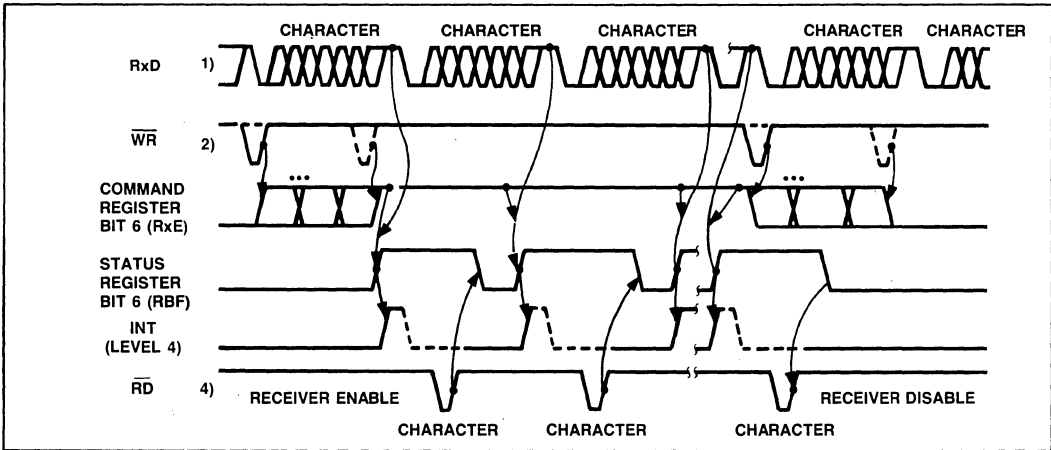 CHARACTER CHARACTER CHARACTER CHARACTER CHARACTER
RxD 1)
WR 2)
... ...
COMMAND
REGISTER
BIT 6 (RxE)
STATUS
REGISTER
BIT 6 (RBF)
INT
(LEVEL 4)
RD 4)
RECEIVER ENABLE RECEIVER DISABLE
CHARACTER CHARACTER CHARACTER